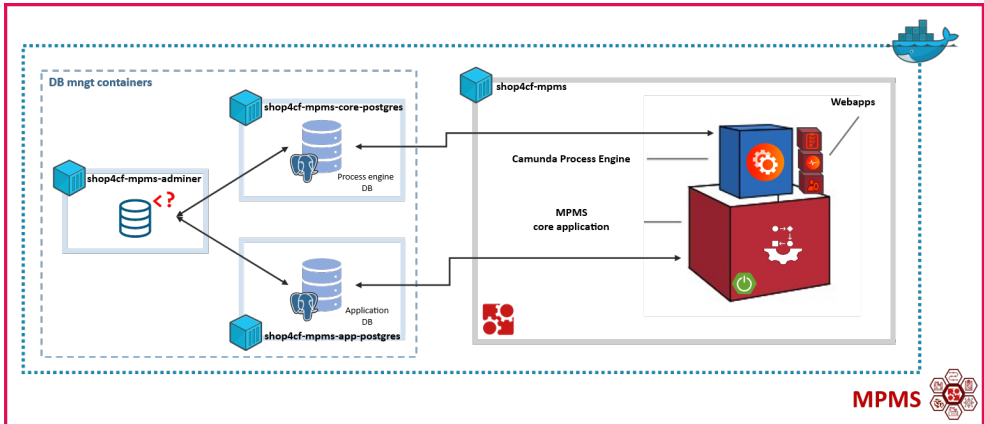 DB mngt containers
shop4cf-mpms-core-postgres
Process engine
DB
shop4cf-mpms-adminer
<?
Application
DB
shop4cf-mpms-app-postgres
shop4cf-mpms
Webapps
Camunda Process Engine
MPMS
core application
MPMS